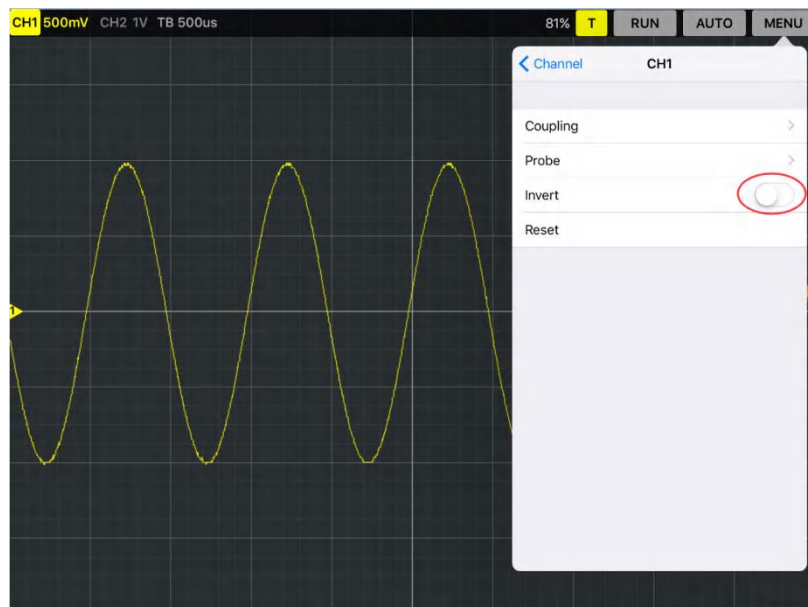 CH1 500mV CH2 1V TB 500us 81% T RUN AUTO MENU
Channel CH1
Coupling
Probe
Invert
Reset
1